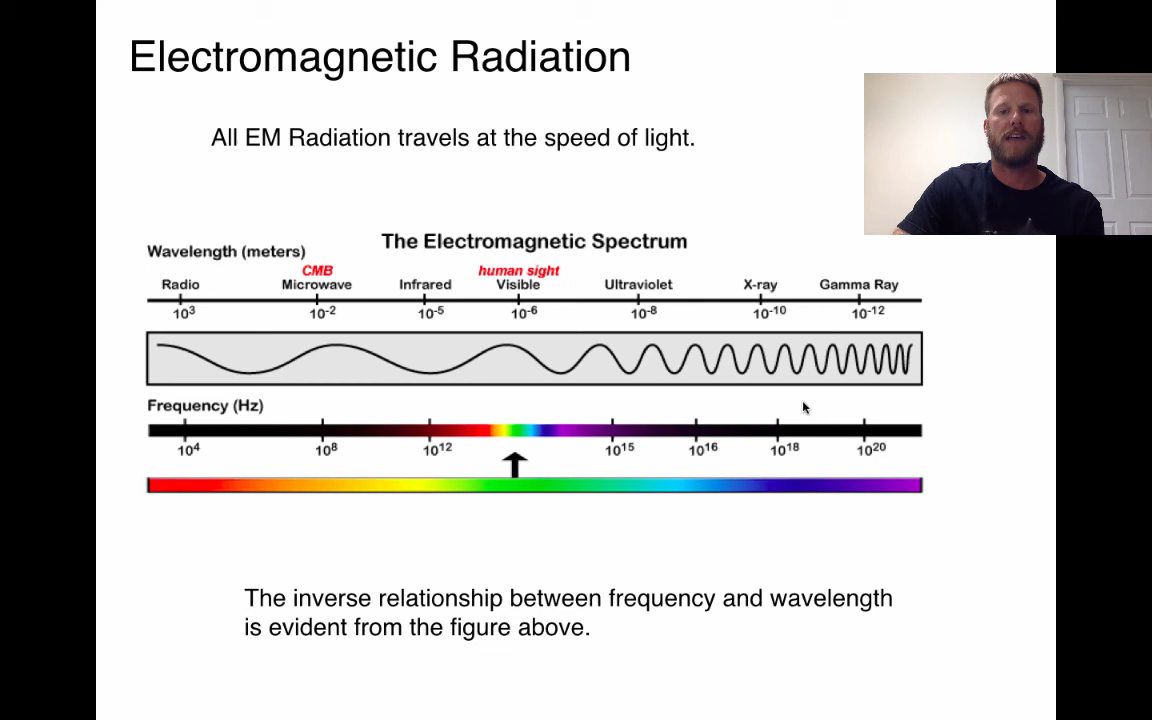 Electromagnetic Radiation
All EM Radiation travels at the speed of light.
The Electromagnetic Spectrum
Wavelength (meters)
CMB human sight
Radio Microwave Infrared Visible Ultraviolet X-ray Gamma Ray
10³ 10⁻² 10⁻⁵ 10⁻⁶ 10⁻⁸ 10⁻¹⁰ 10⁻¹²
Frequency (Hz)
10⁴ 10⁸ 10¹² 10¹⁵ 10¹⁶ 10¹⁸ 10²⁰
The inverse relationship between frequency and wavelength
is evident from the figure above.